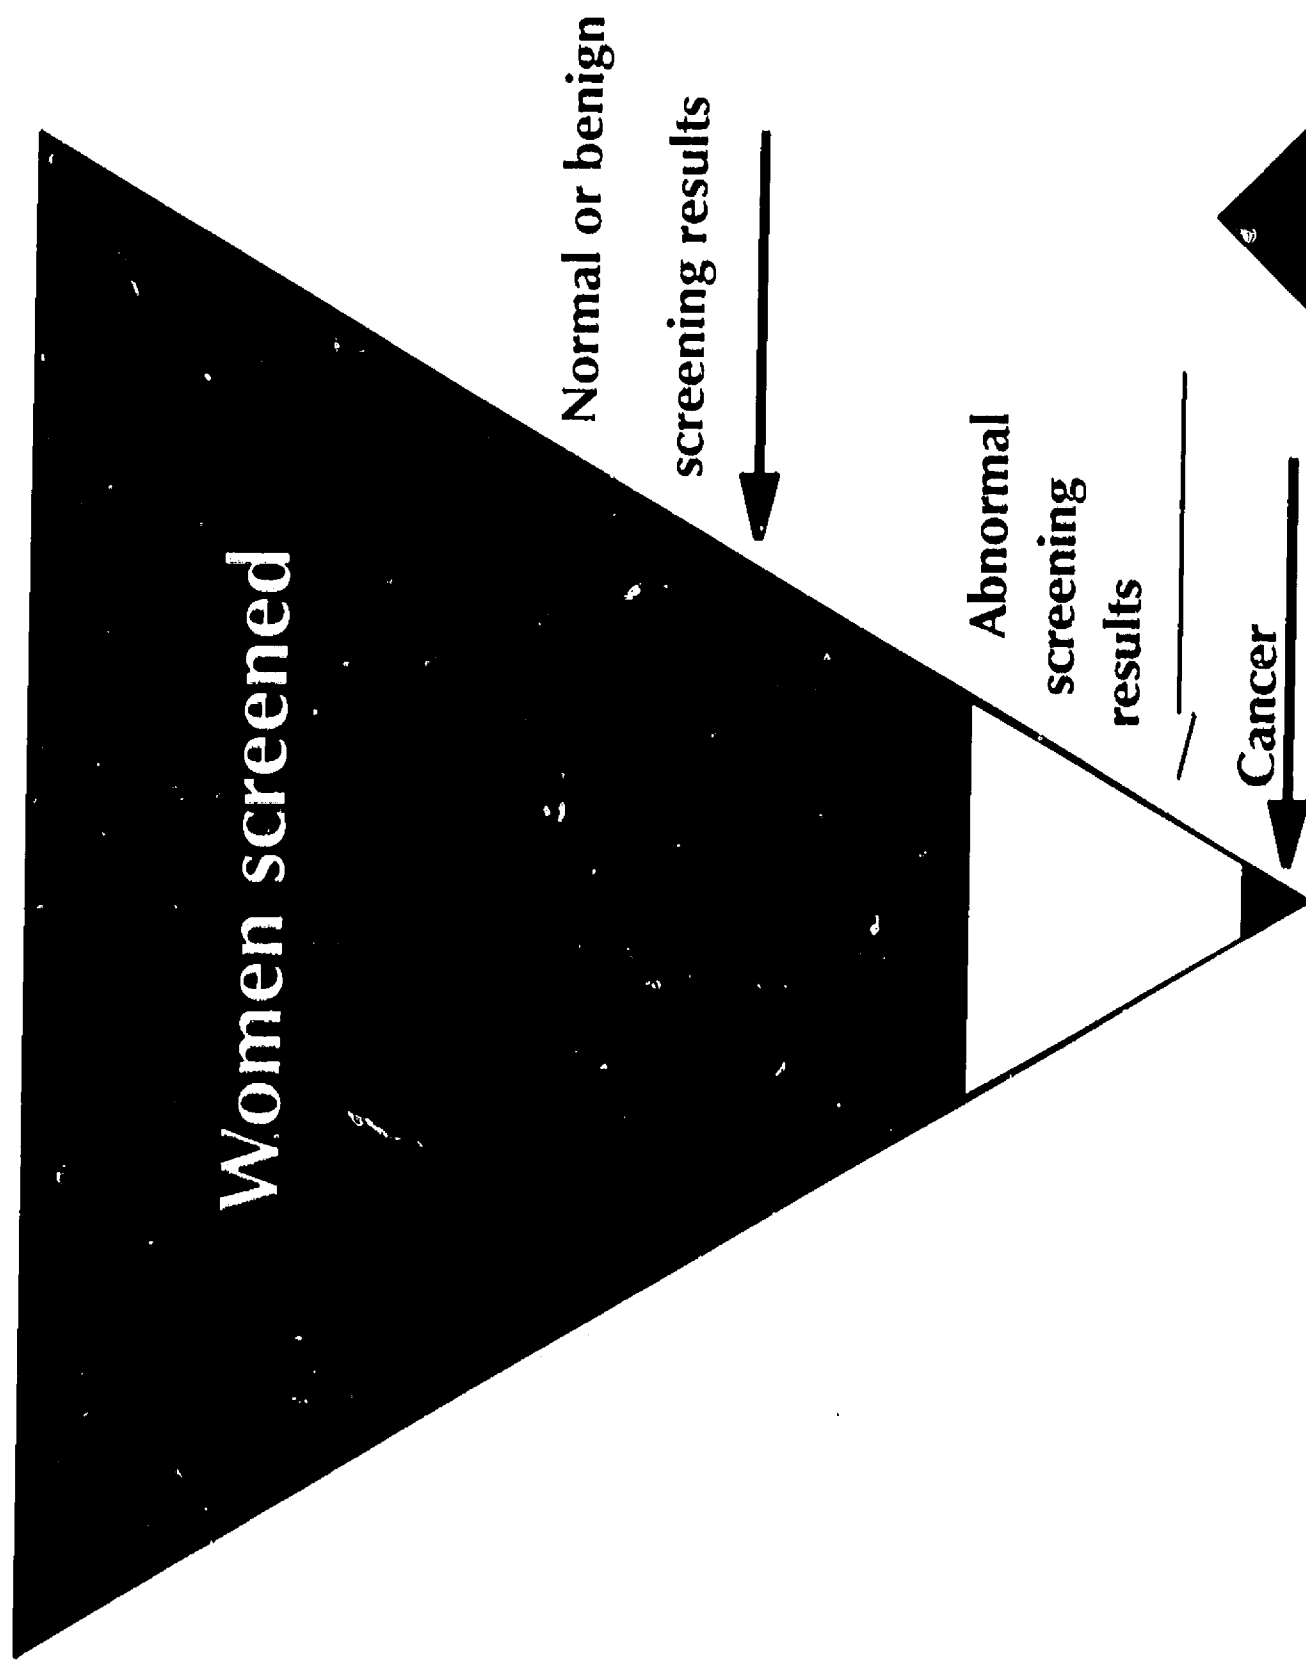 Women screened
Normal or benign
screening results
Abnormal
screening
results
Cancer